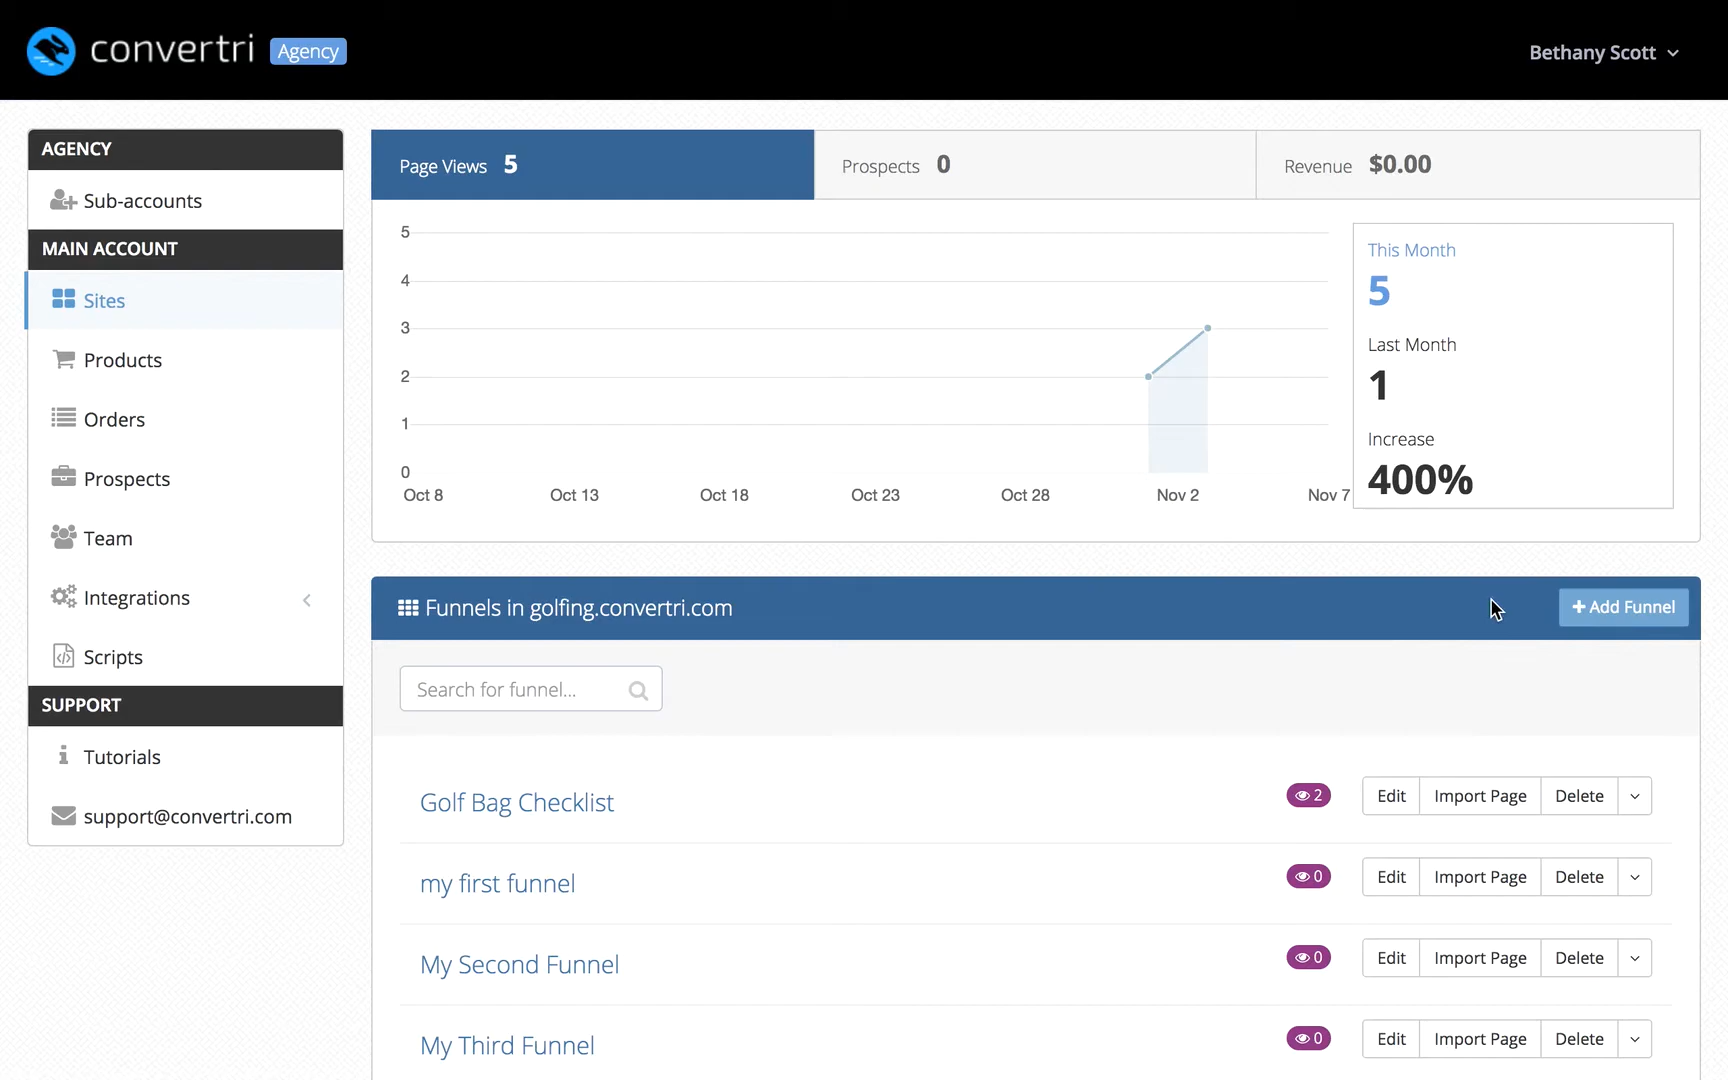 convertri Agency
Bethany Scott
AGENCY
Sub-accounts
MAIN ACCOUNT
Sites
Products
Orders
Prospects
Team
Integrations
Scripts
SUPPORT
Tutorials
support@convertri.com
Page Views 5
Prospects 0
Revenue $0.00
5
4
3
2
1
0
Oct 8 Oct 13 Oct 18 Oct 23 Oct 28 Nov 2 Nov 7
This Month
5
Last Month
1
Increase
400%
Funnels in golfing.convertri.com
+ Add Funnel
Search for funnel...
Golf Bag Checklist 2 Edit Import Page Delete
my first funnel 0 Edit Import Page Delete
My Second Funnel 0 Edit Import Page Delete
My Third Funnel 0 Edit Import Page Delete